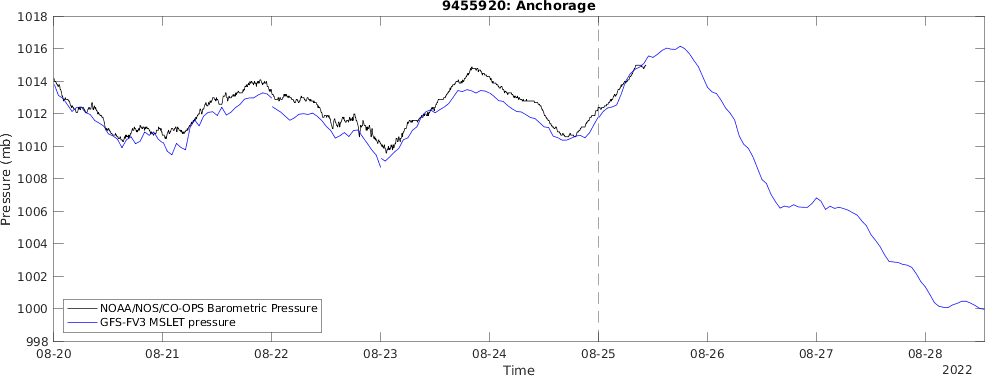 9455920: Anchorage
1018
1016
1014
1012
1010
1008
1006
1004
1002
1000
998
Pressure (mb)
NOAA/NOS/CO-OPS Barometric Pressure
GFS-FV3 MSLET pressure
08-20 08-21 08-22 08-23 08-24 08-25 08-26 08-27 08-28
Time
2022